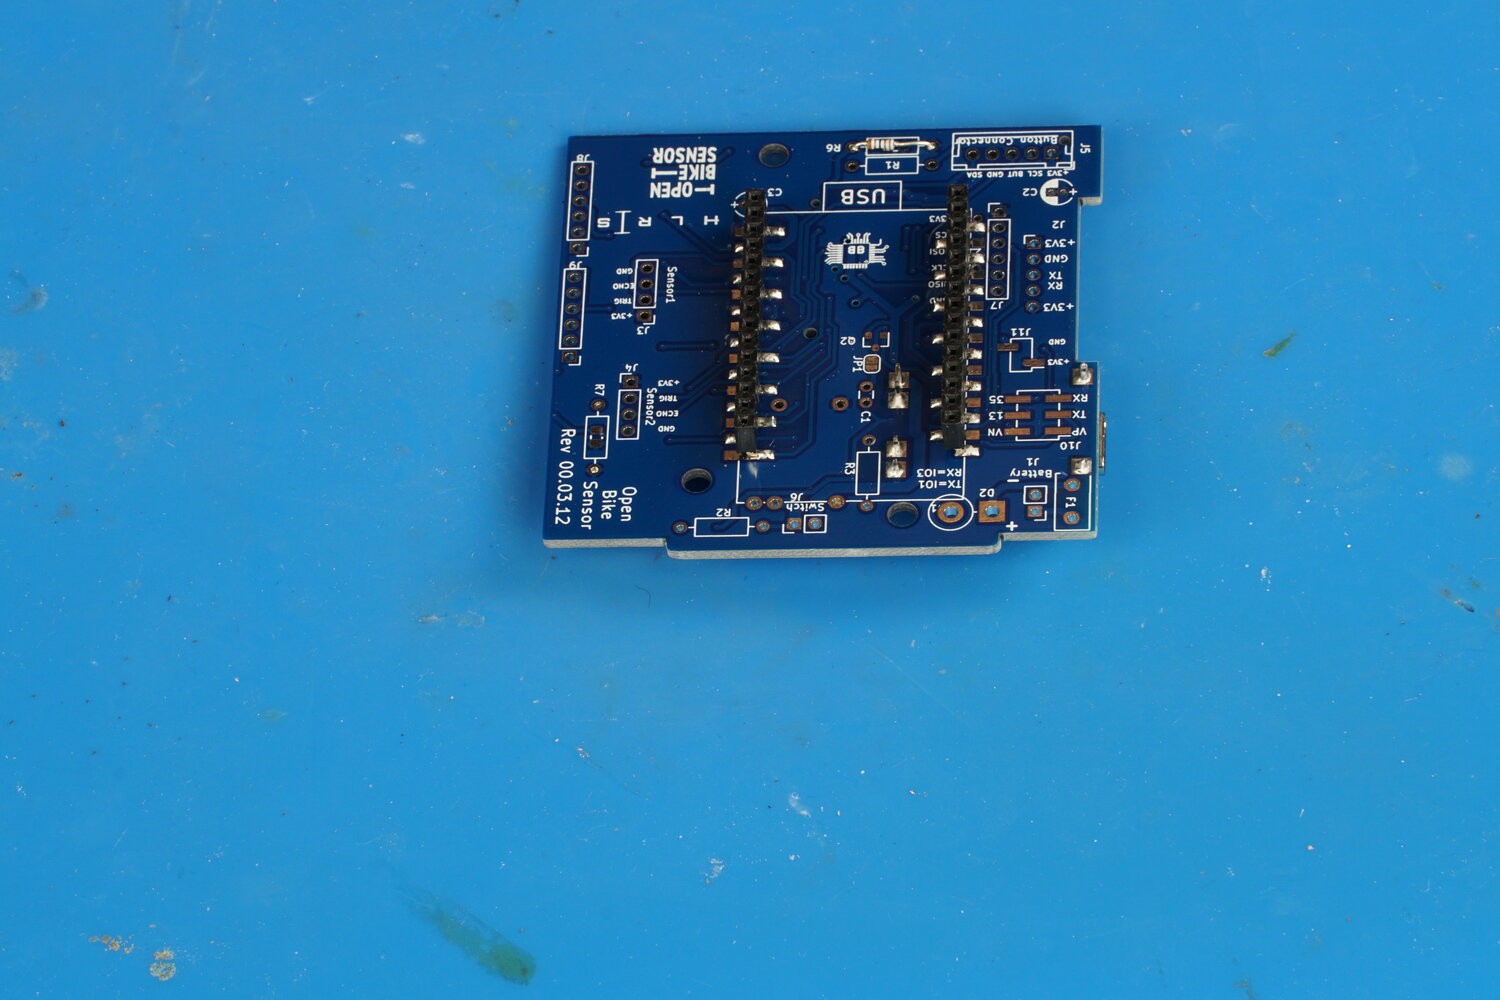 OPEN
BIKE
SENSOR
H L R S
J8
J9
R6
R1
Button Connector
+3V3 SCL BUT GND SDA
J5
C2
+
USB
C3
+
3V3
J2
+3V3
GND
TX
RX
+3V3
J7
Sensor1
GND
ECHO
TRIG
+3V3
J3
J4
Sensor2
+3V3
TRIG
ECHO
GND
R7
Q2
JP1
C1
R3
J11
GND
+3V3
35 RX
13 TX
VN VP
J10
J1
Battery
F1
D2
+
TX=IO1
RX=IO3
J6
Switch
R2
Open
Bike
Sensor
Rev 00.03.12